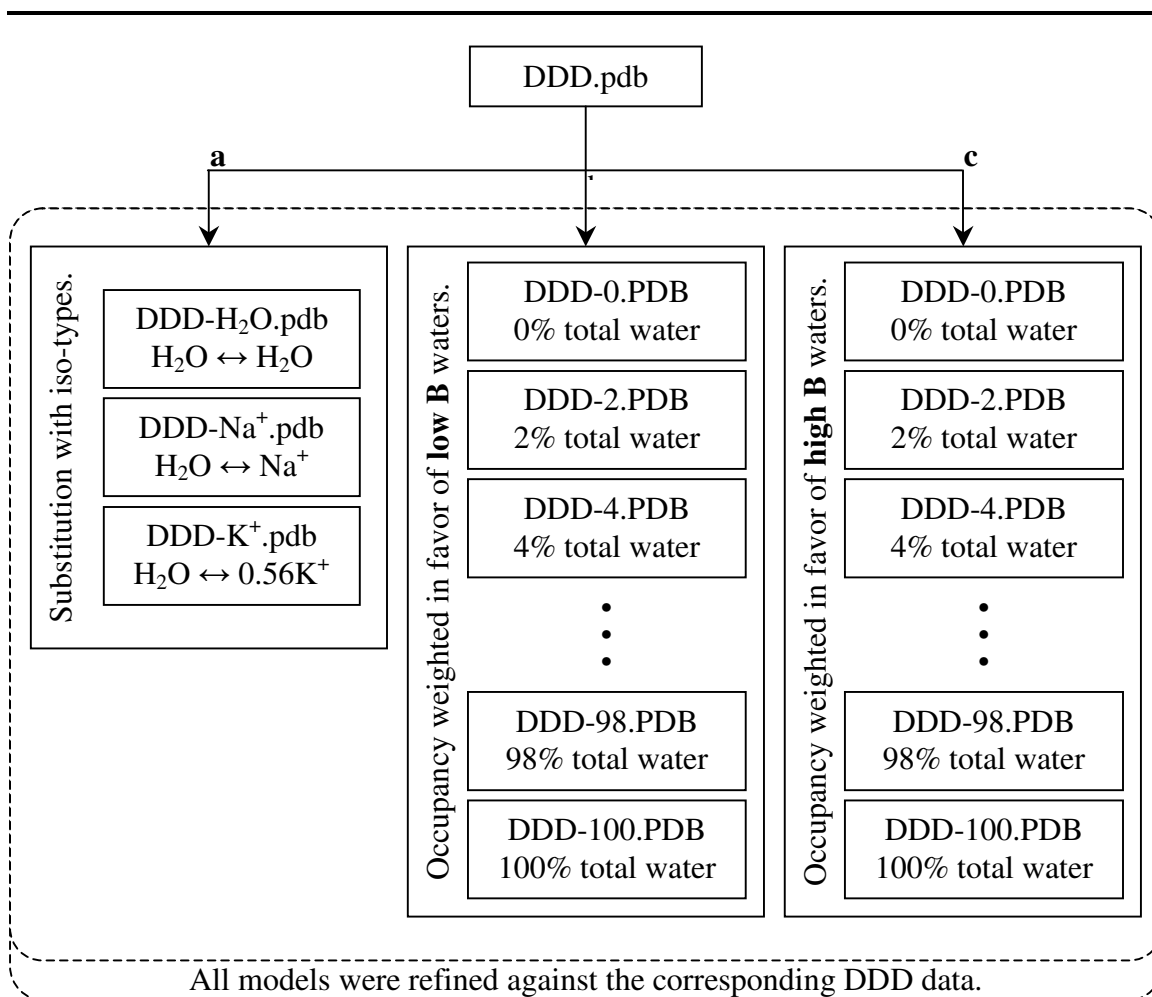 DDD.pdb
a
c
Substitution with iso-types.
DDD-H₂O.pdb
H₂O ↔ H₂O
DDD-Na⁺.pdb
H₂O ↔ Na⁺
DDD-K⁺.pdb
H₂O ↔ 0.56K⁺
Occupancy weighted in favor of low B waters.
DDD-0.PDB
0% total water
DDD-2.PDB
2% total water
DDD-4.PDB
4% total water
DDD-98.PDB
98% total water
DDD-100.PDB
100% total water
Occupancy weighted in favor of high B waters.
DDD-0.PDB
0% total water
DDD-2.PDB
2% total water
DDD-4.PDB
4% total water
DDD-98.PDB
98% total water
DDD-100.PDB
100% total water
All models were refined against the corresponding DDD data.